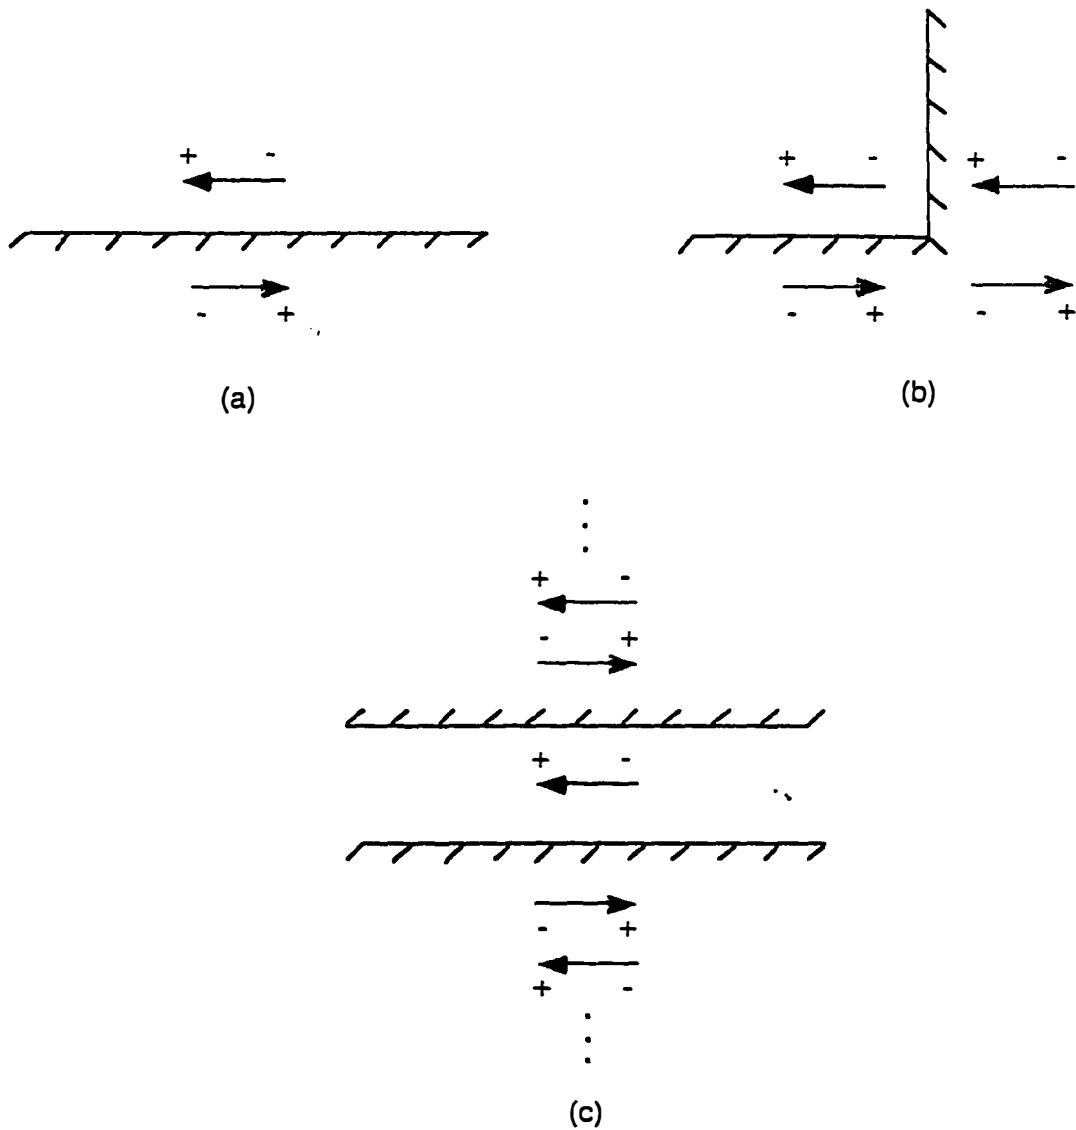 + -
- +
(a)
+ - + -
- + - +
(b)
+ -
- +
+ -
- +
+ -
(c)